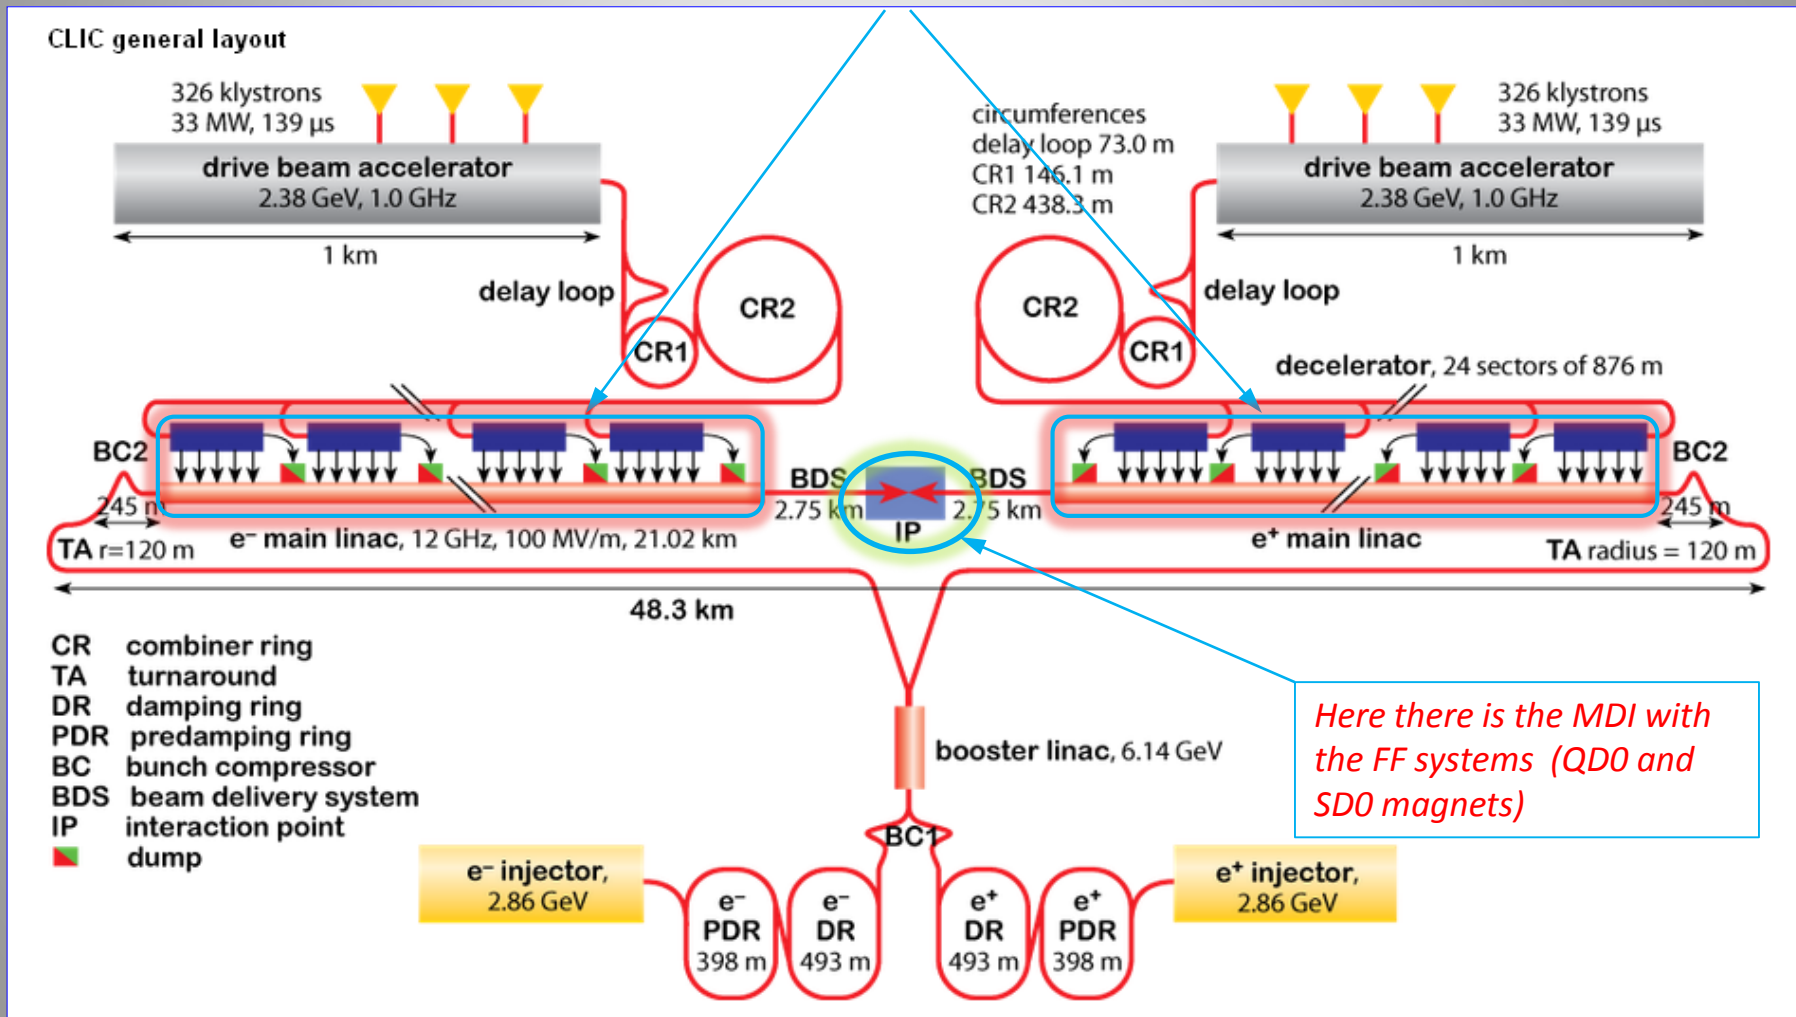 CLIC general layout
326 klystrons
33 MW, 139 µs
drive beam accelerator
2.38 GeV, 1.0 GHz
1 km
delay loop
CR1
CR2
circumferences
delay loop 73.0 m
CR1 146.1 m
CR2 438.3 m
326 klystrons
33 MW, 139 µs
drive beam accelerator
2.38 GeV, 1.0 GHz
1 km
CR2
CR1
delay loop
decelerator, 24 sectors of 876 m
BC2
245 m
TA r=120 m
e⁻ main linac, 12 GHz, 100 MV/m, 21.02 km
BDS
2.75 km
IP
BDS
2.75 km
e⁺ main linac
BC2
245 m
TA radius = 120 m
48.3 km
CR combiner ring
TA turnaround
DR damping ring
PDR predamping ring
BC bunch compressor
BDS beam delivery system
IP interaction point
dump
booster linac, 6.14 GeV
Here there is the MDI with
the FF systems (QD0 and
SD0 magnets)
BC1
e⁻ injector,
2.86 GeV
e⁻
PDR
398 m
e⁻
DR
493 m
e⁺
DR
493 m
e⁺
PDR
398 m
e⁺ injector,
2.86 GeV